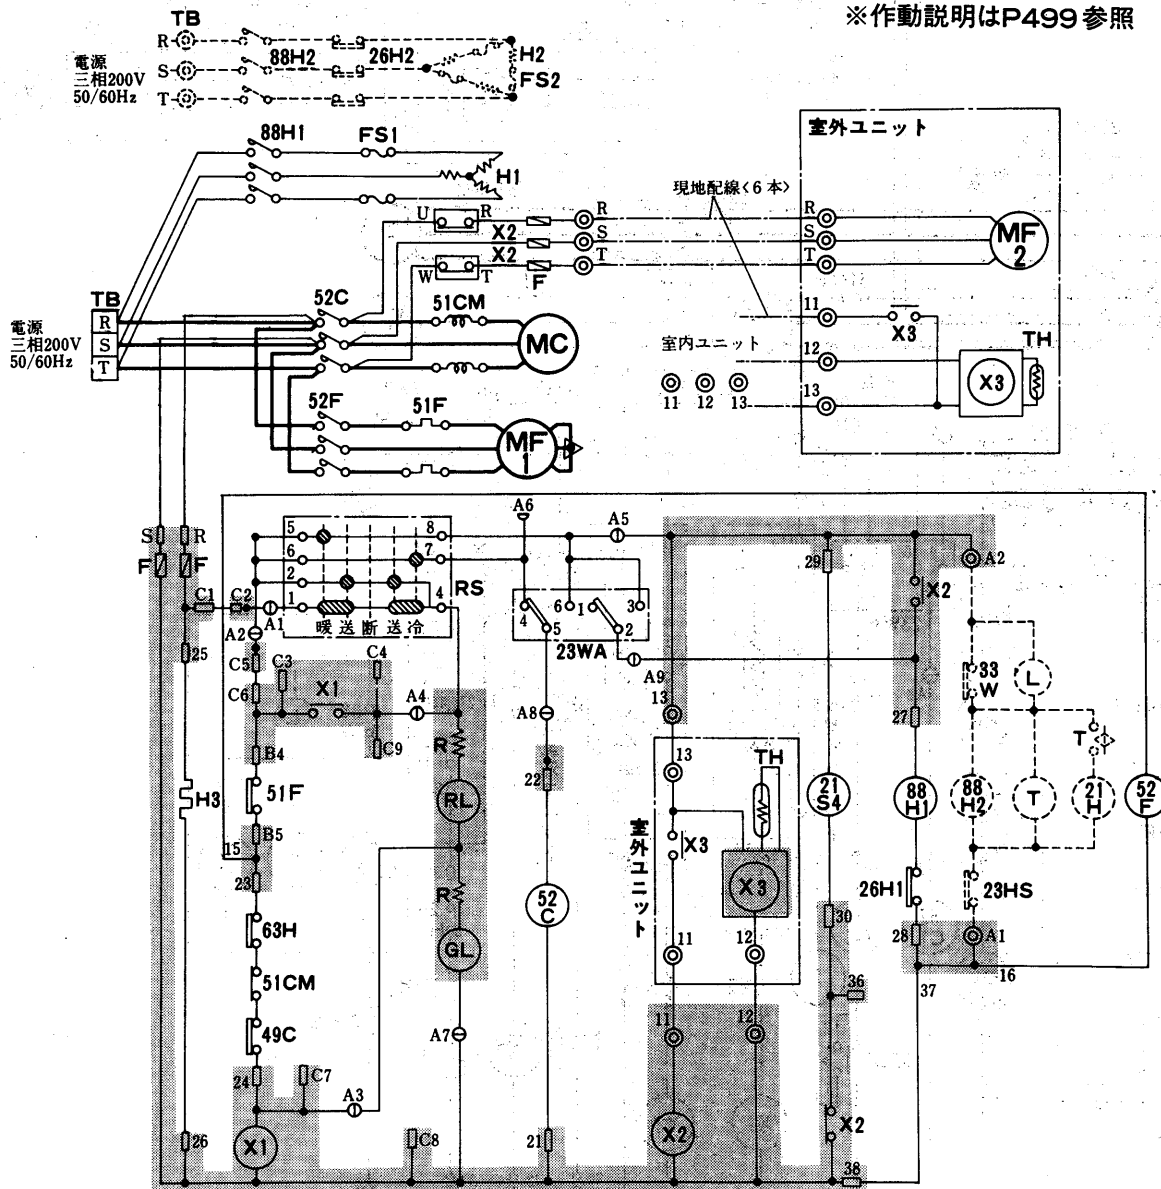 ※作動説明はP499参照
TB
R
電源
三相200V
50/60Hz
S
T
88H2
26H2
H2
FS2
88H1
FS1
H1
室外ユニット
現地配線<6本>
U
R
X2
X2
W
T
F
R
S
T
R
S
T
MF
2
TB
電源
三相200V
50/60Hz
R
S
T
52C
51CM
MC
11
X3
TH
室内ユニット
12
X3
11
12
13
13
52F
51F
MF
1
S
R
F
F
5
6
2
1
8
7
4
RS
暖 送 断 送 冷
A6
A5
C1
C2
A1
A2
4
5
6
1
3
2
23WA
29
X2
A2
25
C5
C3
C4
C6
X1
A4
A9
13
33
W
L
A8
27
B4
C9
R
T
H3
51F
RL
22
13
TH
21
S4
88
H1
88
H2
T
21
H
52
F
B5
15
23
室外ユニット
X3
X3
26H1
23HS
R
52
C
63H
GL
30
28
A1
11
12
37
16
51CM
36
49C
A7
11
12
24
C7
A3
X1
26
C8
21
X2
X2
38